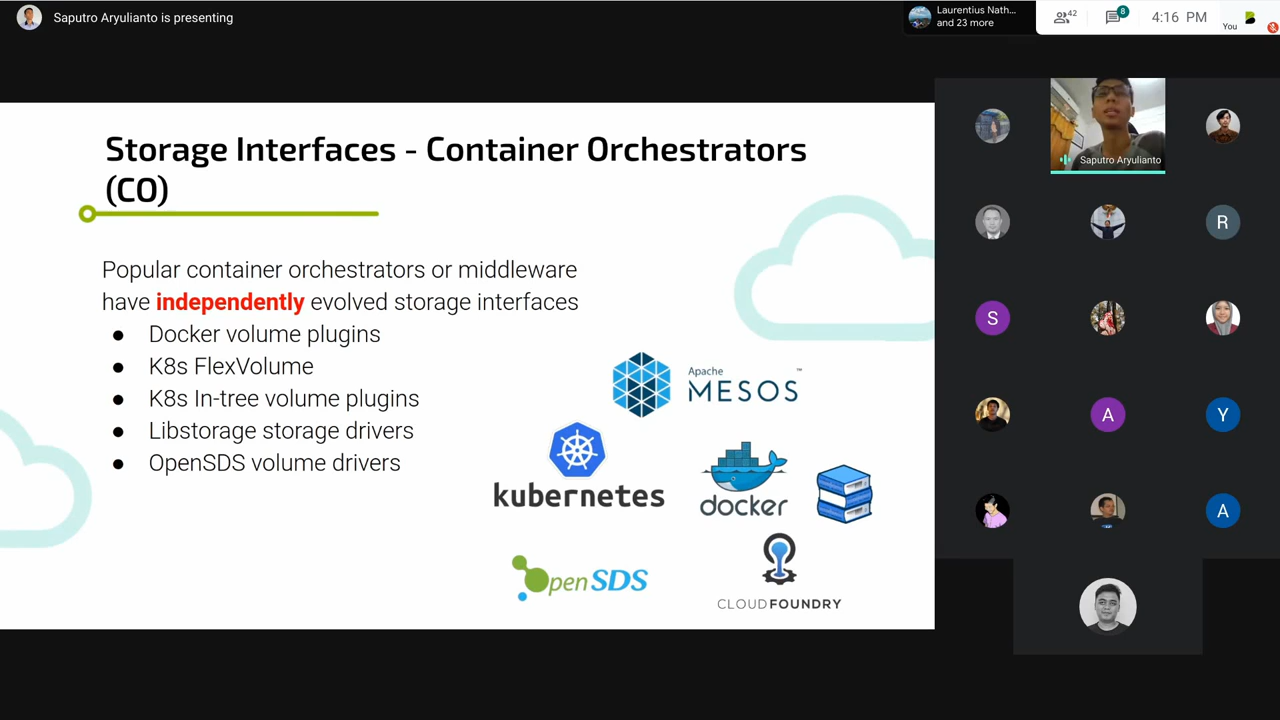 Saputro Aryulianto is presenting
Laurentius Nath...
and 23 more
42
8
4:16 PM
You
Storage Interfaces - Container Orchestrators
(CO)
Popular container orchestrators or middleware
have independently evolved storage interfaces
● Docker volume plugins
● K8s FlexVolume
● K8s In-tree volume plugins
● Libstorage storage drivers
● OpenSDS volume drivers
Apache
MESOS™
kubernetes
docker
OpenSDS
CLOUDFOUNDRY
Saputro Aryulianto
R
S
A
Y
A